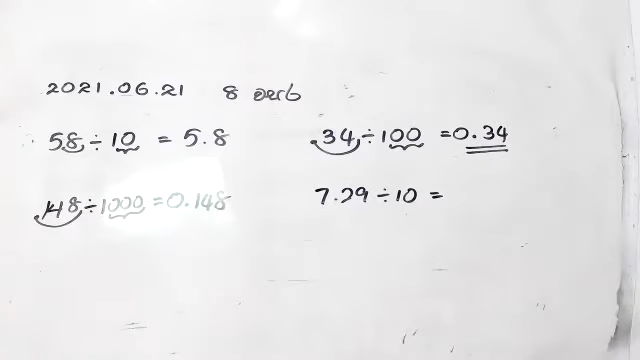 2021.06.21 8
58 ÷ 10 = 5.8
.34 ÷ 100 = 0.34
148 ÷ 1000 = 0.148
7.29 ÷ 10 =